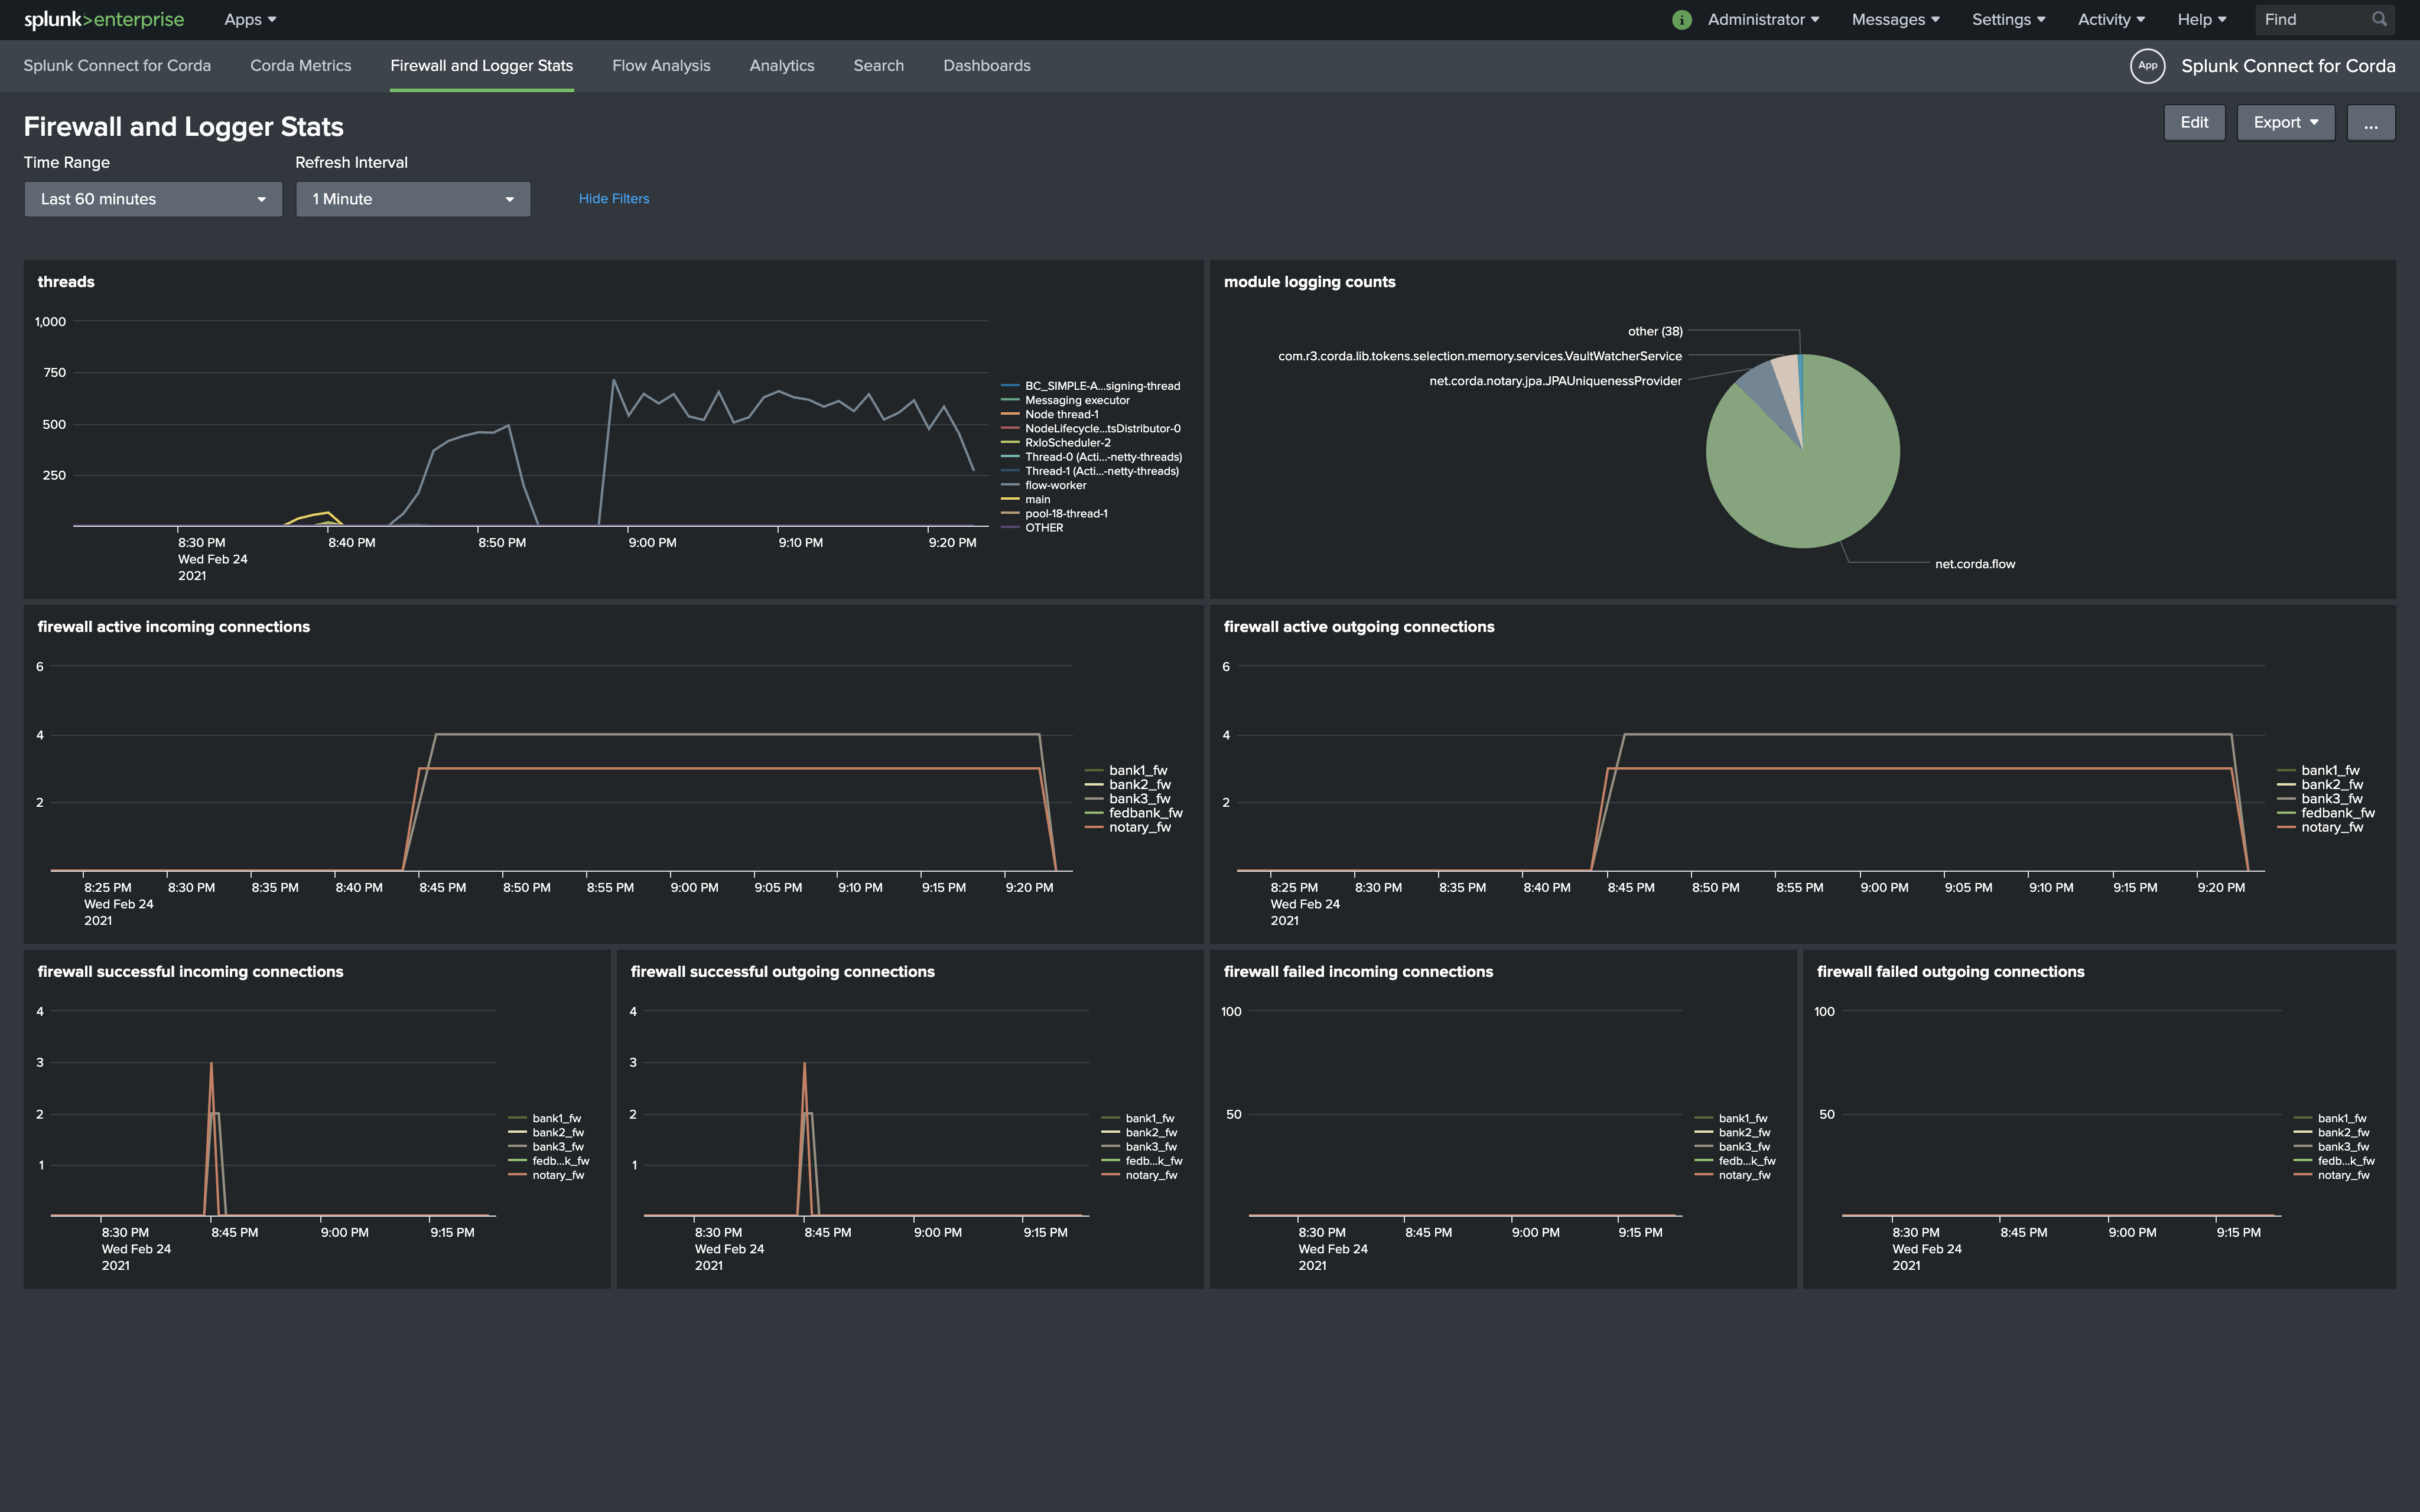 splunk>enterprise Apps Administrator Messages Settings Activity Help Find
Splunk Connect for Corda Corda Metrics Firewall and Logger Stats Flow Analysis Analytics Search Dashboards App Splunk Connect for Corda
Firewall and Logger Stats Edit Export ...
Time Range Refresh Interval
Last 60 minutes 1 Minute Hide Filters
threads
1,000
750
500
250
8:30 PM 8:40 PM 8:50 PM 9:00 PM 9:10 PM 9:20 PM
Wed Feb 24
2021
BC_SIMPLE-A...signing-thread
Messaging executor
Node thread-1
NodeLifecycle...tsDistributor-0
RxIoScheduler-2
Thread-0 (Acti...-netty-threads)
Thread-1 (Acti...-netty-threads)
flow-worker
main
pool-18-thread-1
OTHER
module logging counts
other (38)
com.r3.corda.lib.tokens.selection.memory.services.VaultWatcherService
net.corda.notary.jpa.JPAUniquenessProvider
net.corda.flow
firewall active incoming connections
6
4
2
8:25 PM 8:30 PM 8:35 PM 8:40 PM 8:45 PM 8:50 PM 8:55 PM 9:00 PM 9:05 PM 9:10 PM 9:15 PM 9:20 PM
Wed Feb 24
2021
bank1_fw
bank2_fw
bank3_fw
fedbank_fw
notary_fw
firewall active outgoing connections
6
4
2
8:25 PM 8:30 PM 8:35 PM 8:40 PM 8:45 PM 8:50 PM 8:55 PM 9:00 PM 9:05 PM 9:10 PM 9:15 PM 9:20 PM
Wed Feb 24
2021
bank1_fw
bank2_fw
bank3_fw
fedbank_fw
notary_fw
firewall successful incoming connections
4
3
2
1
8:30 PM 8:45 PM 9:00 PM 9:15 PM
Wed Feb 24
2021
bank1_fw
bank2_fw
bank3_fw
fedb...k_fw
notary_fw
firewall successful outgoing connections
4
3
2
1
8:30 PM 8:45 PM 9:00 PM 9:15 PM
Wed Feb 24
2021
bank1_fw
bank2_fw
bank3_fw
fedb...k_fw
notary_fw
firewall failed incoming connections
100
50
8:30 PM 8:45 PM 9:00 PM 9:15 PM
Wed Feb 24
2021
bank1_fw
bank2_fw
bank3_fw
fedb...k_fw
notary_fw
firewall failed outgoing connections
100
50
8:30 PM 8:45 PM 9:00 PM 9:15 PM
Wed Feb 24
2021
bank1_fw
bank2_fw
bank3_fw
fedb...k_fw
notary_fw